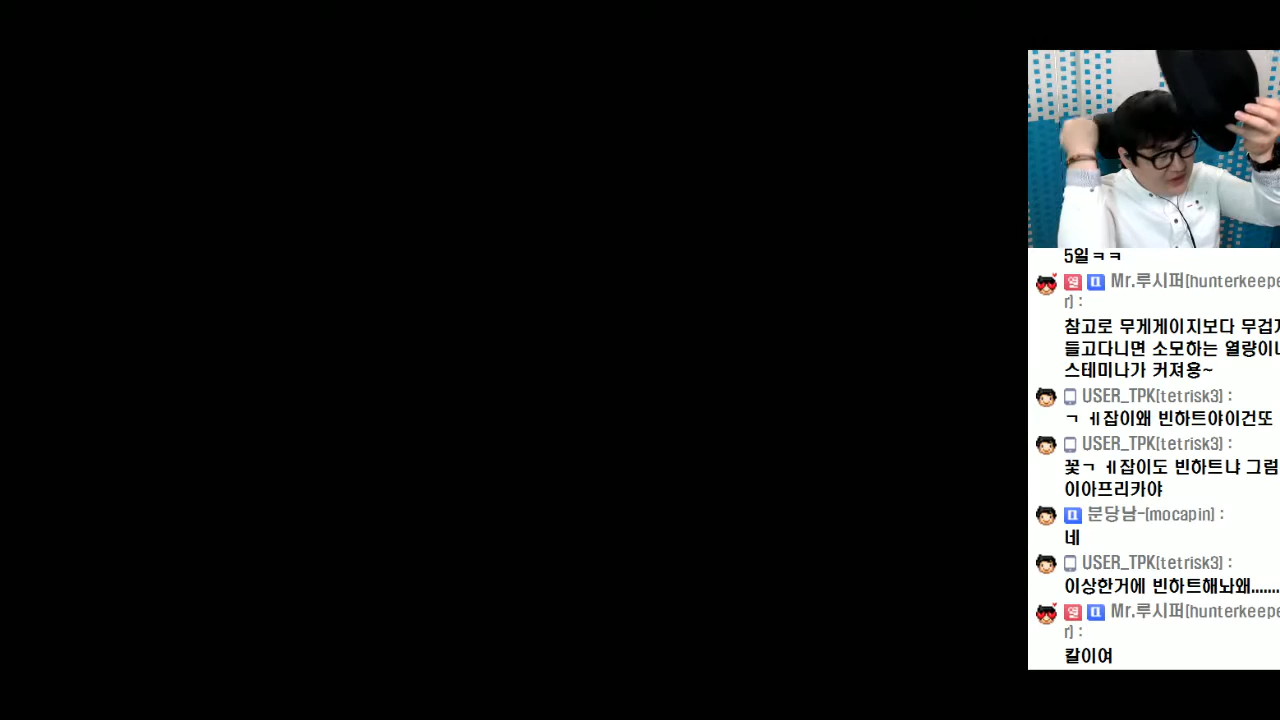 5일ㅋㅋ
열 Mr.루시퍼[hunterkeepe
r] :
참고로 무게게이지보다 무겁게
들고다니면 소모하는 열량이나
스테미나가 커져용~
USER_TPK[tetrisk3] :
ㄱ ㅔ잡이왜 빈하트야이건또
USER_TPK[tetrisk3] :
꽃ㄱ ㅔ잡이도 빈하트냐 그럼
이아프리카야
분당남-[mocapin] :
네
USER_TPK[tetrisk3] :
이상한거에 빈하트해놔왜.......
열 Mr.루시퍼[hunterkeepe
r] :
칼이여